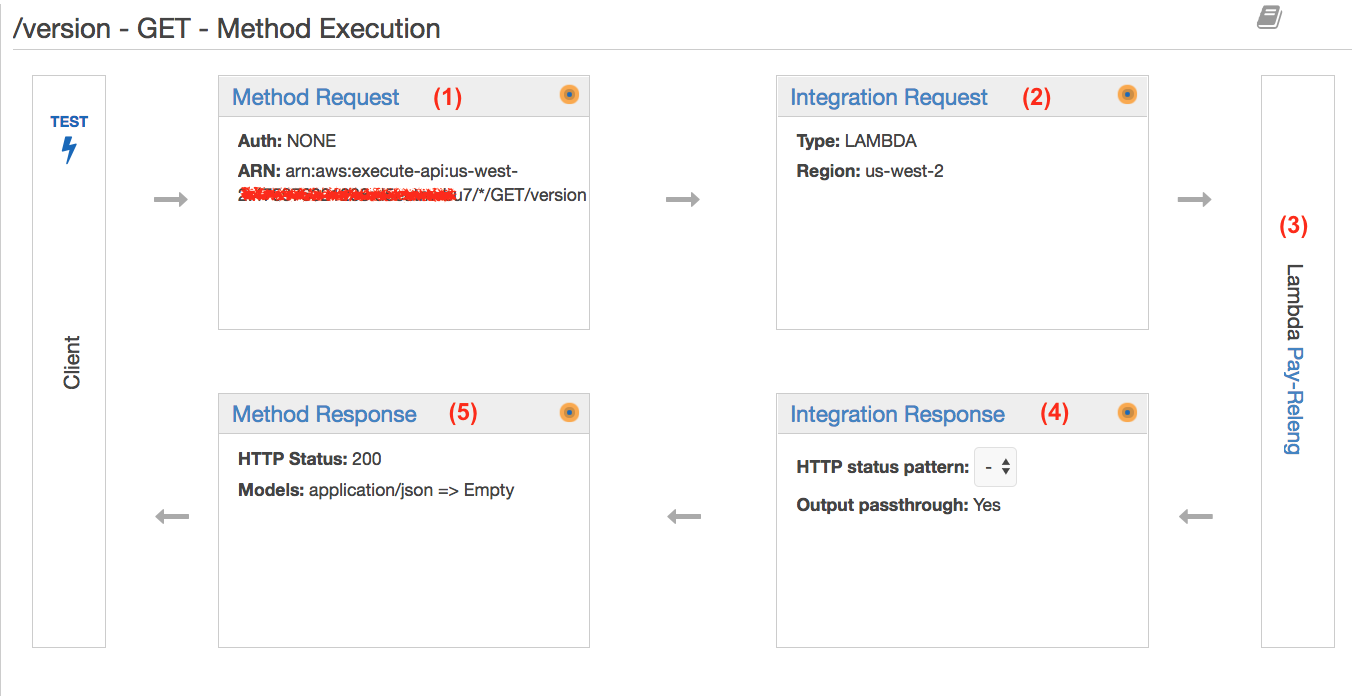 /version - GET - Method Execution
TEST
Client
Method Request (1)
Auth: NONE
ARN: arn:aws:execute-api:us-west-
u7/*/GET/version
Integration Request (2)
Type: LAMBDA
Region: us-west-2
(3)
Lambda Pay-Releng
Method Response (5)
HTTP Status: 200
Models: application/json => Empty
Integration Response (4)
HTTP status pattern: -
Output passthrough: Yes